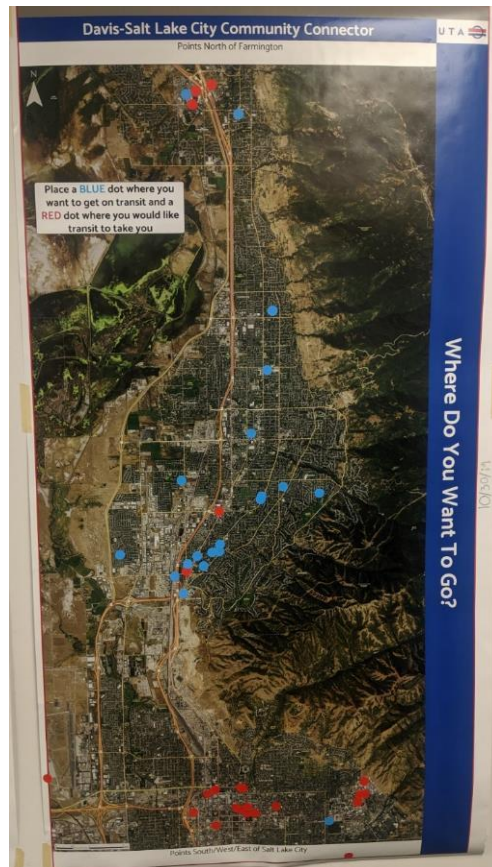 Davis-Salt Lake City Community Connector
UTA
Points North of Farmington
N
Place a BLUE dot where you
want to get on transit and a
RED dot where you would like
transit to take you
Where Do You Want To Go?
Points South/West/East of Salt Lake City